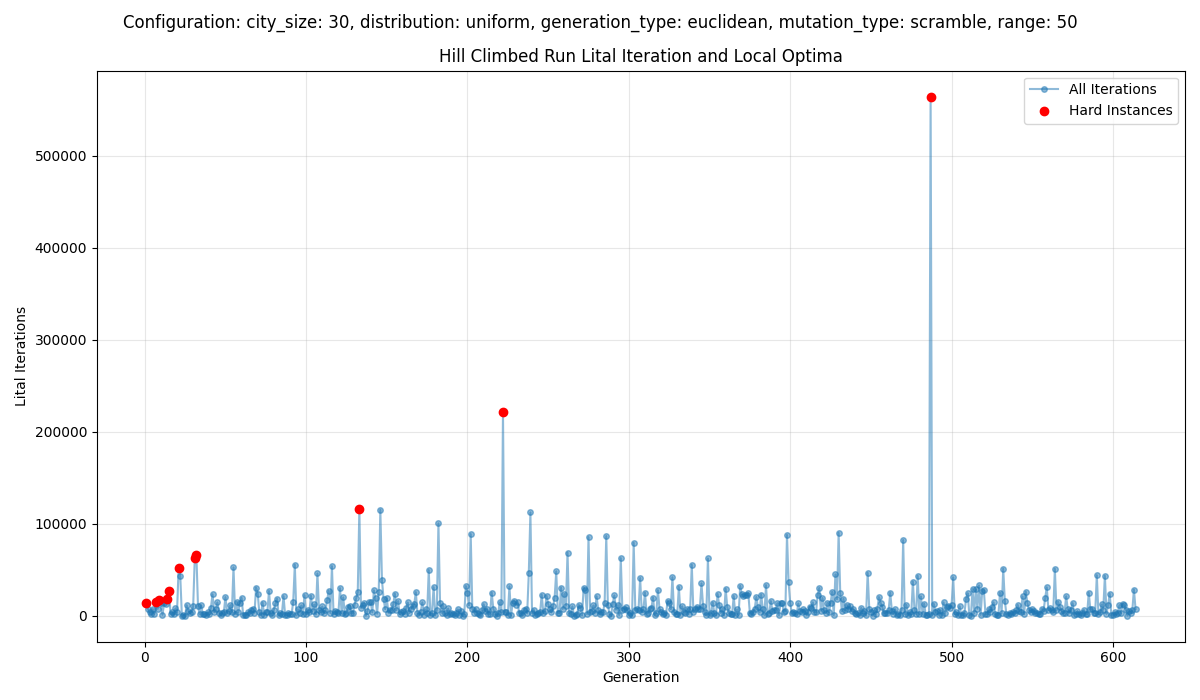 Configuration: city_size: 30, distribution: uniform, generation_type: euclidean, mutation_type: scramble, range: 50
Hill Climbed Run Lital Iteration and Local Optima
All Iterations
Hard Instances
500000
400000
300000
200000
100000
0
Lital Iterations
0 100 200 300 400 500 600
Generation